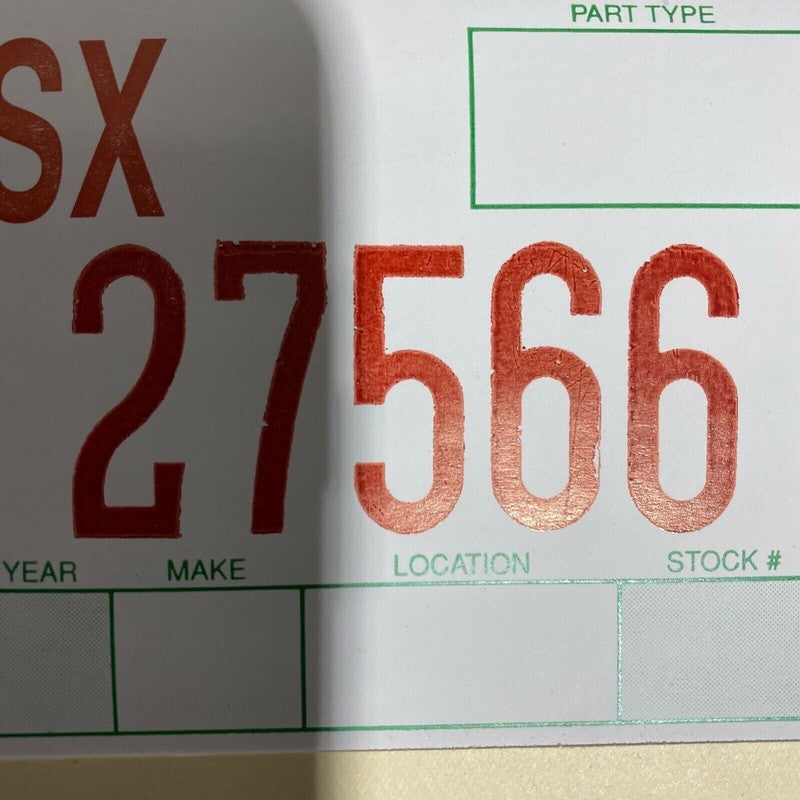 PART TYPE
SX
27566
YEAR MAKE LOCATION STOCK #